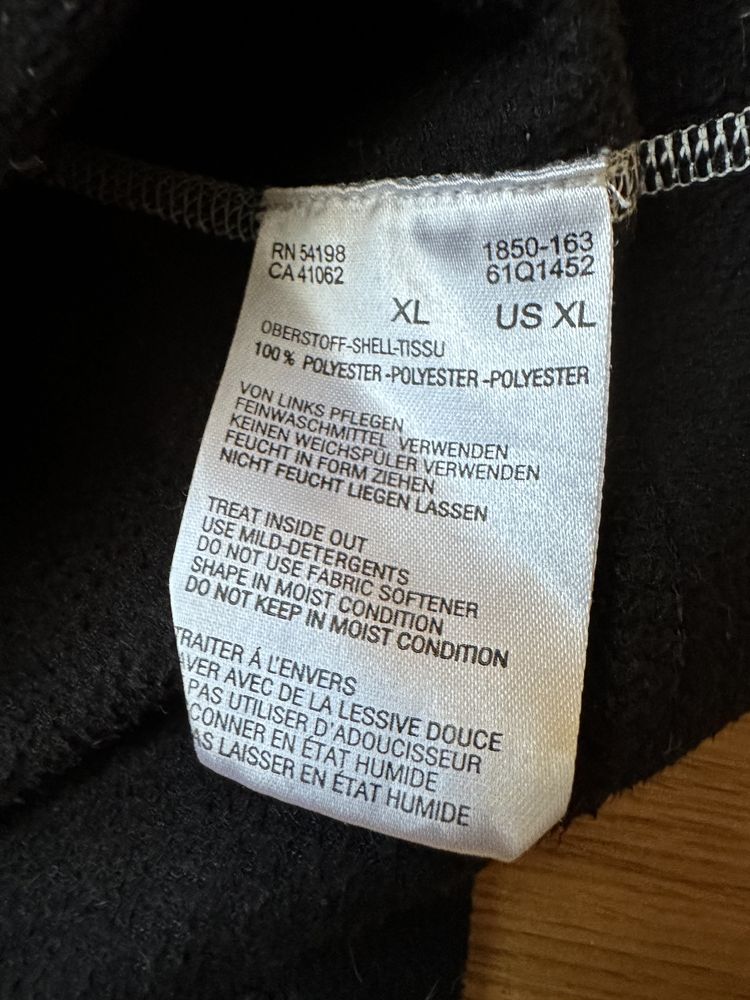 RN 54198 1850-163
CA 41062 61Q1452
XL US XL
OBERSTOFF-SHELL-TISSU
100 % POLYESTER -POLYESTER -POLYESTER
VON LINKS PFLEGEN
FEINWASCHMITTEL VERWENDEN
KEINEN WEICHSPÜLER VERWENDEN
FEUCHT IN FORM ZIEHEN
NICHT FEUCHT LIEGEN LASSEN
TREAT INSIDE OUT
USE MILD-DETERGENTS
DO NOT USE FABRIC SOFTENER
SHAPE IN MOIST CONDITION
DO NOT KEEP IN MOIST CONDITION
TRAITER Á L'ENVERS
AVEC DE LA LESSIVE DOUCE
PAS UTILISER D'ADOUCISSEUR
EN ÉTAT HUMIDE
LAISSER EN ÉTAT HUMIDE